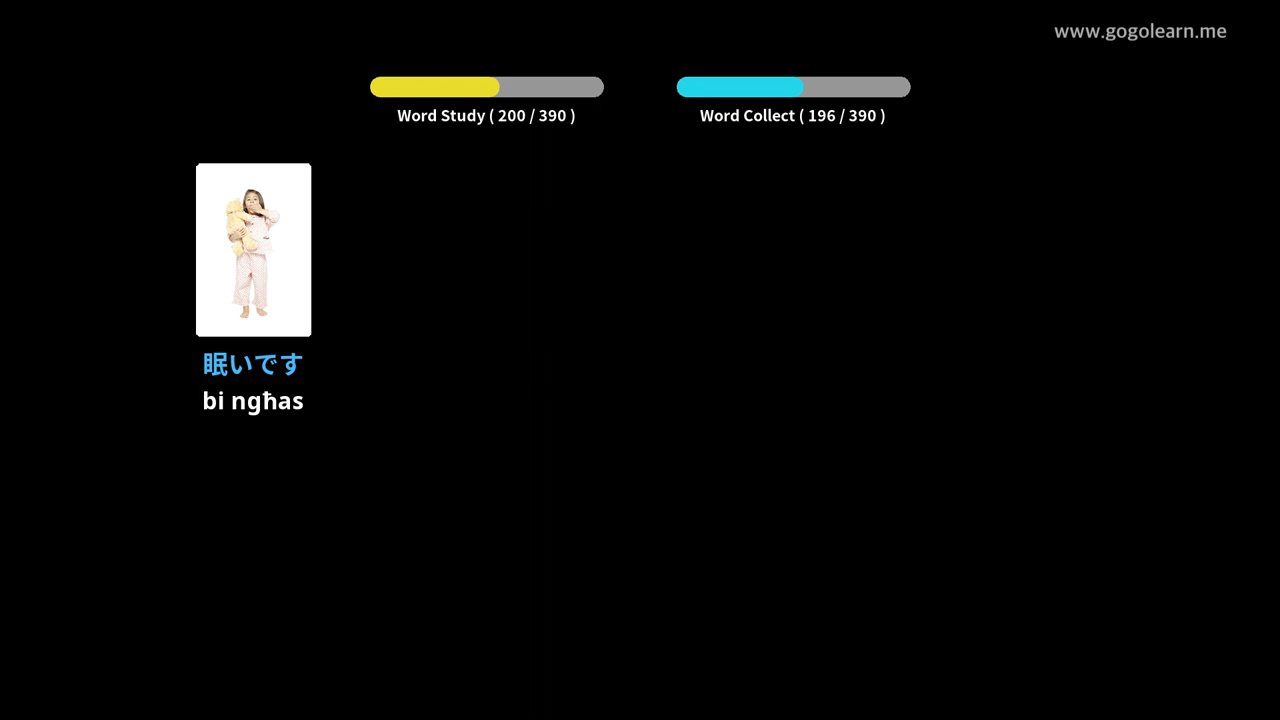 www.gogolearn.me
Word Study ( 200 / 390 )
Word Collect ( 196 / 390 )
眠いです
bi ngħas